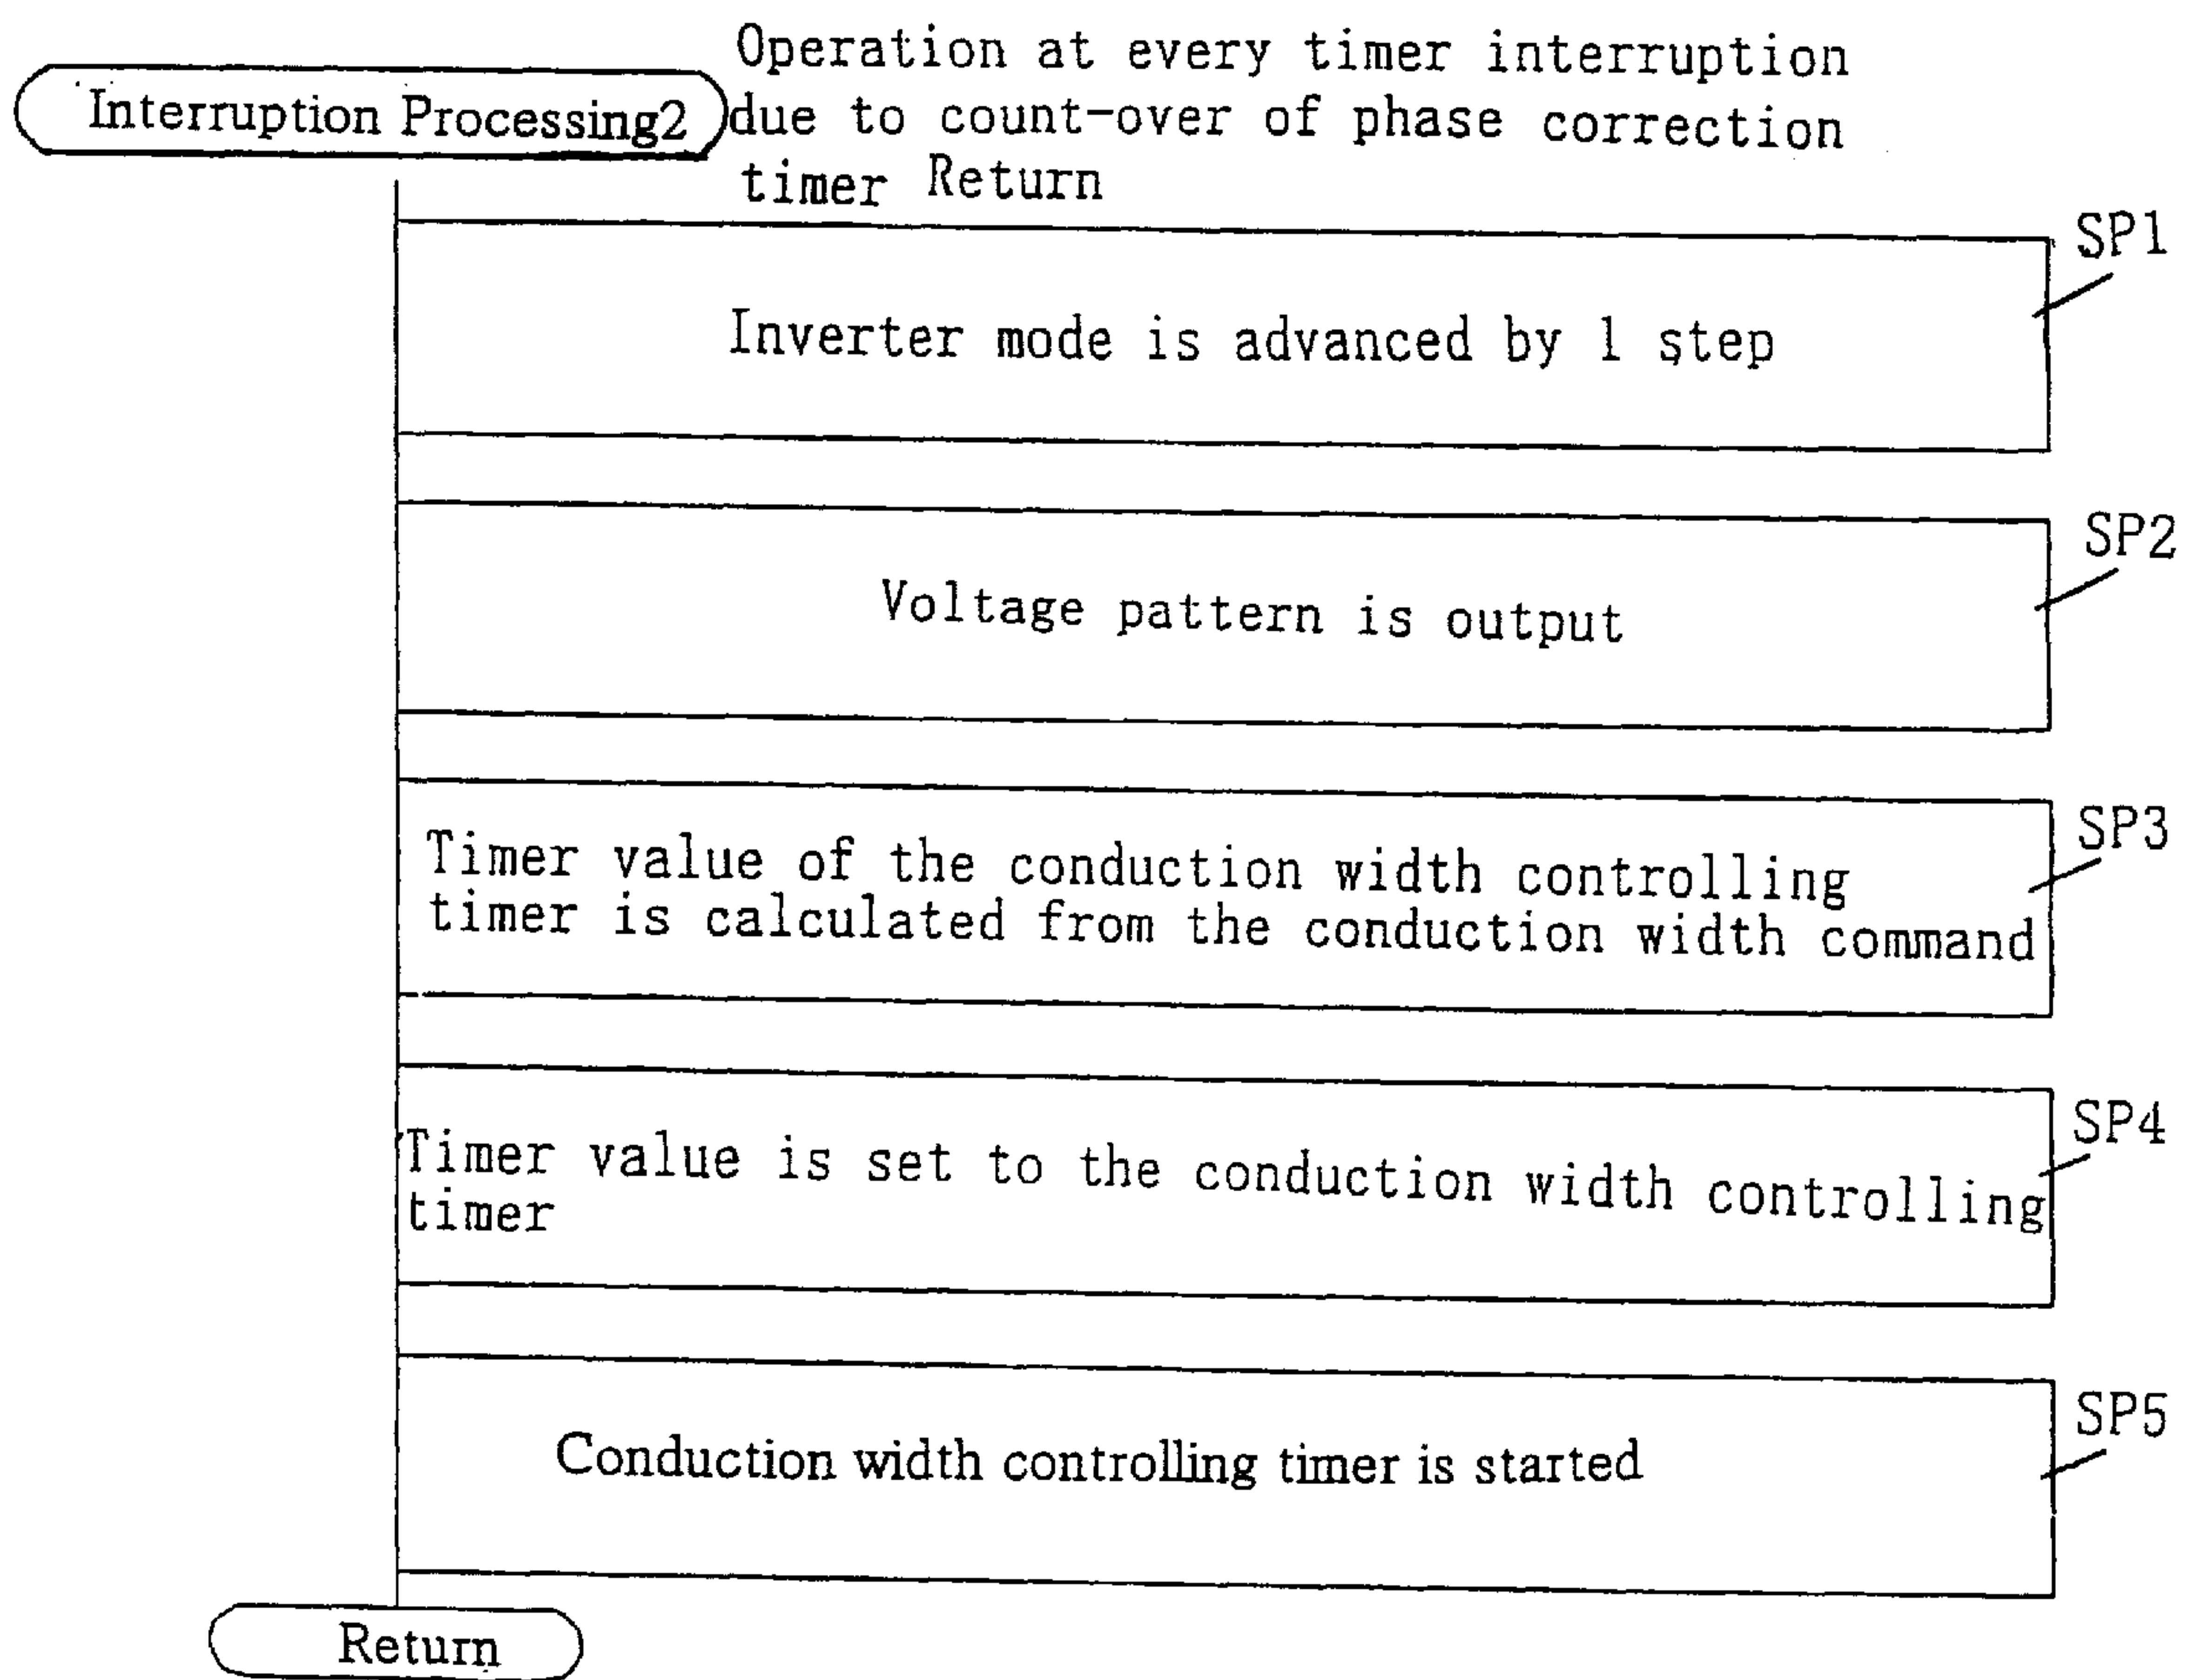 Interruption Processing2
Operation at every timer interruption
due to count-over of phase correction
timer Return
SP1
Inverter mode is advanced by 1 step
SP2
Voltage pattern is output
SP3
Timer value of the conduction width controlling
timer is calculated from the conduction width command
SP4
Timer value is set to the conduction width controlling
timer
SP5
Conduction width controlling timer is started
Return